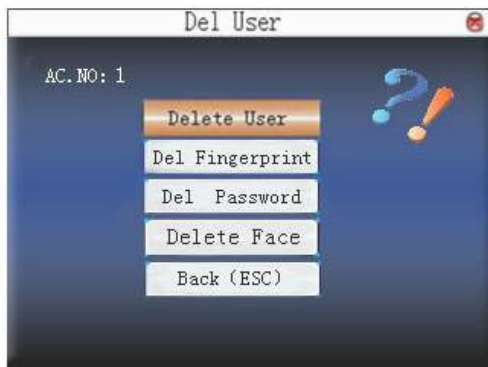 Del User
AC.NO: 1
Delete User
Del Fingerprint
Del Password
Delete Face
Back (ESC)